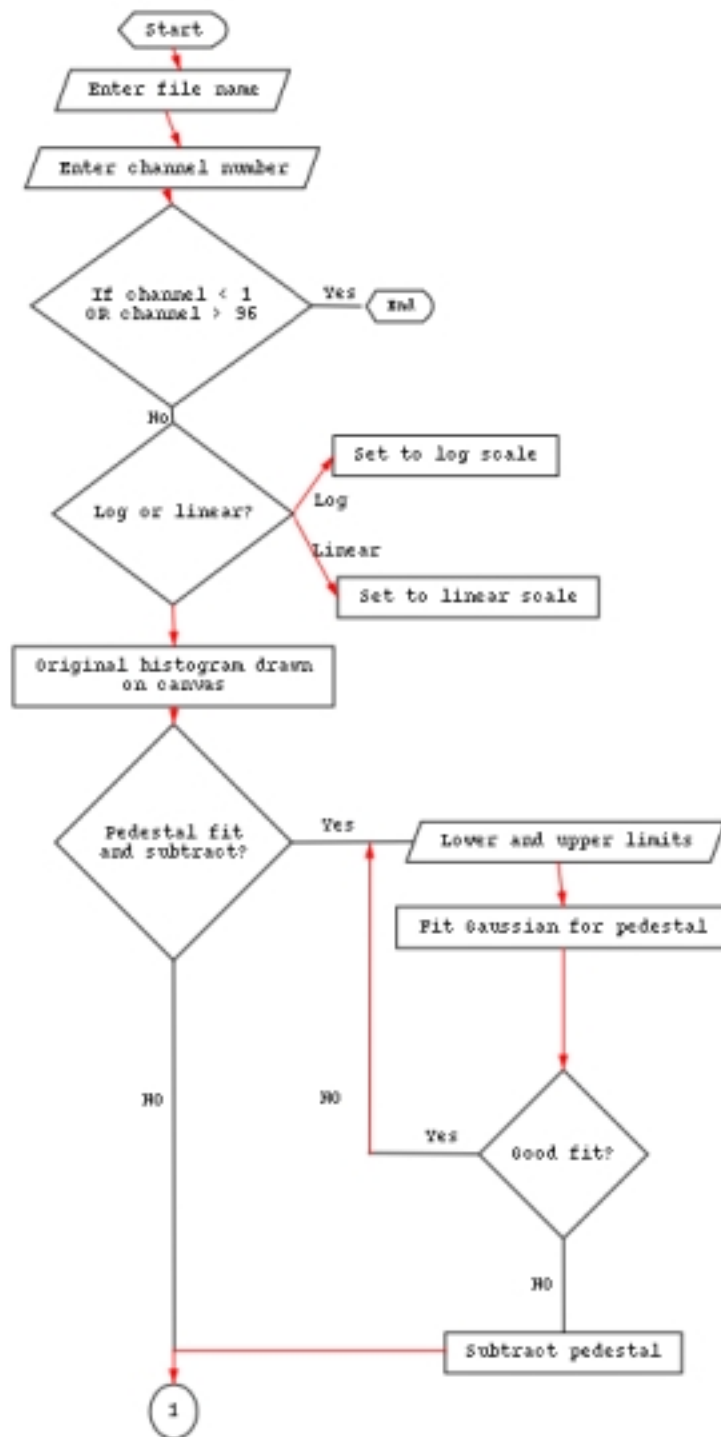 Start
Enter file name
Enter channel number
If channel < 1
OR channel > 96
Yes
End
No
Log or linear?
Set to log scale
Log
Linear
Set to linear scale
Original histogram drawn
on canvas
Pedestal fit
and subtract?
Yes
Lower and upper limits
Fit Gaussian for pedestal
NO
NO
Yes
Good fit?
NO
Subtract pedestal
1